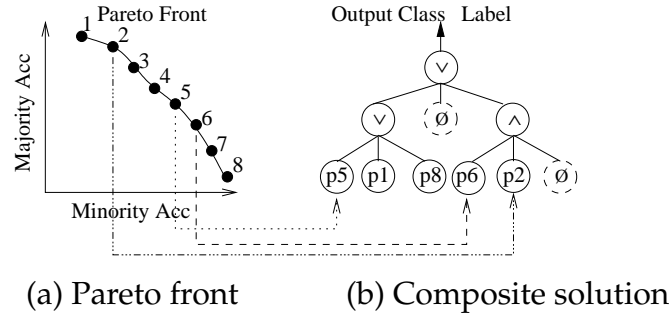 Pareto Front
Output Class Label
1
2
3
4
5
6
7
8
Majority Acc
Minority Acc
∨
∨
Ø
∧
p5
p1
p8
p6
p2
Ø
(a) Pareto front
(b) Composite solution